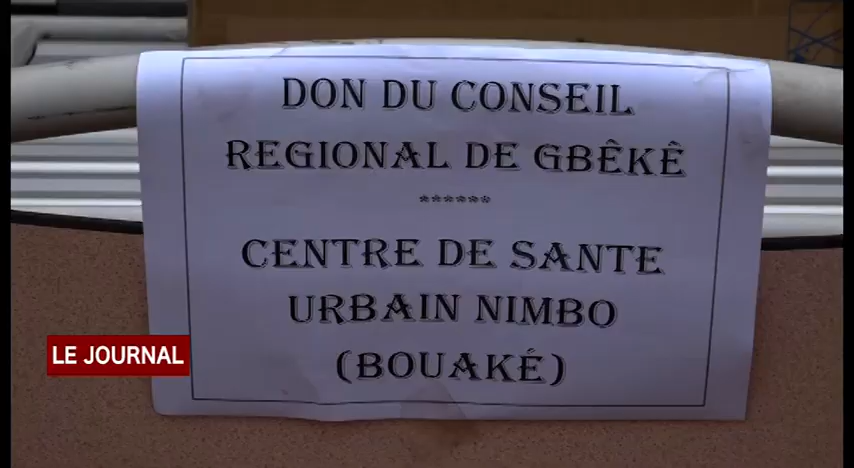 DON DU CONSEIL
REGIONAL DE GBÊKÊ
******
CENTRE DE SANTE
URBAIN NIMBO
(BOUAKÉ)
LE JOURNAL